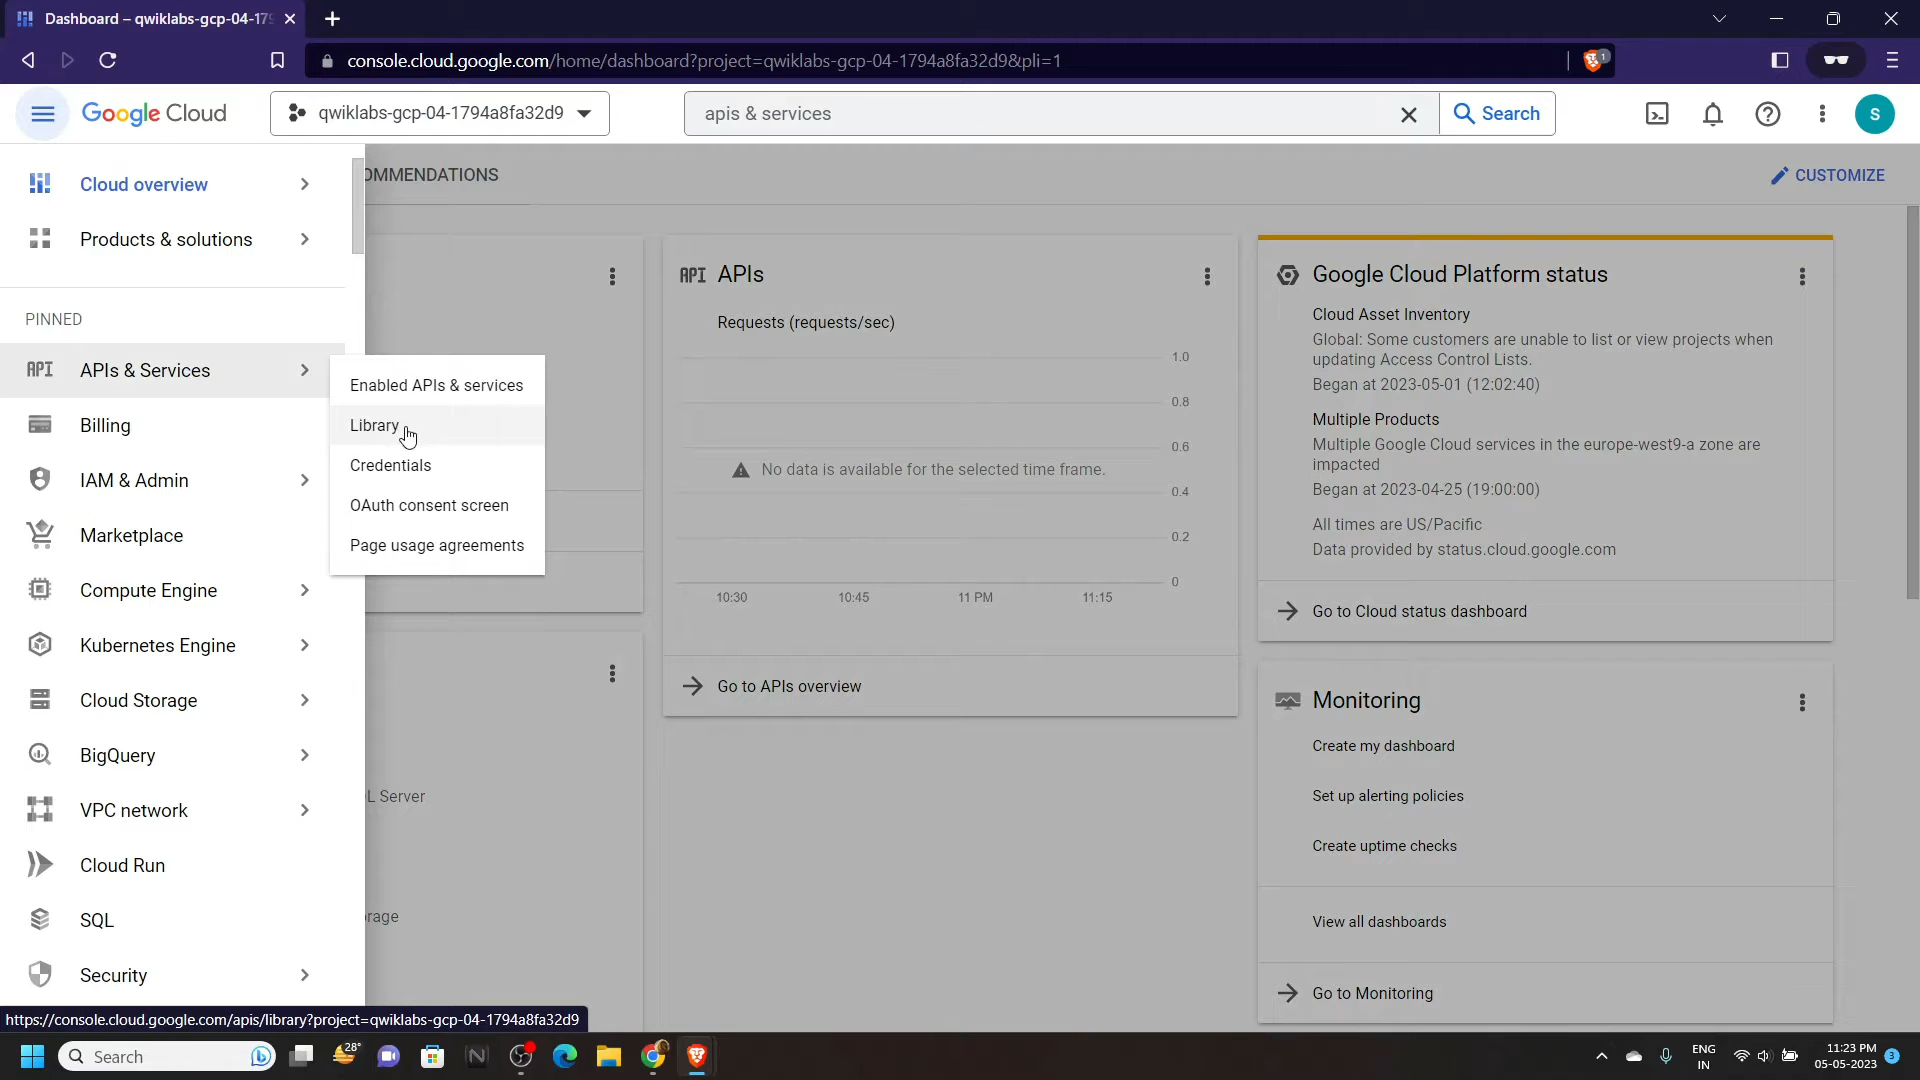 Dashboard – qwiklabs-gcp-04-179
console.cloud.google.com/home/dashboard?project=qwiklabs-gcp-04-1794a8fa32d9&pli=1
1
Google Cloud
qwiklabs-gcp-04-1794a8fa32d9
apis & services
Search
S
Cloud overview
Products & solutions
PINNED
APIs & Services
Billing
IAM & Admin
Marketplace
Compute Engine
Kubernetes Engine
Cloud Storage
BigQuery
VPC network
Cloud Run
SQL
Security
Enabled APIs & services
Library
Credentials
OAuth consent screen
Page usage agreements
OMMENDATIONS
CUSTOMIZE
L Server
rage
API APIs
Requests (requests/sec)
1.0
0.8
0.6
No data is available for the selected time frame.
0.4
0.2
0
10:30 10:45 11 PM 11:15
Go to APIs overview
Google Cloud Platform status
Cloud Asset Inventory
Global: Some customers are unable to list or view projects when
updating Access Control Lists.
Began at 2023-05-01 (12:02:40)
Multiple Products
Multiple Google Cloud services in the europe-west9-a zone are
impacted
Began at 2023-04-25 (19:00:00)
All times are US/Pacific
Data provided by status.cloud.google.com
Go to Cloud status dashboard
Monitoring
Create my dashboard
Set up alerting policies
Create uptime checks
View all dashboards
Go to Monitoring
https://console.cloud.google.com/apis/library?project=qwiklabs-gcp-04-1794a8fa32d9
Search
28°
ENG
IN
11:23 PM
05-05-2023
3